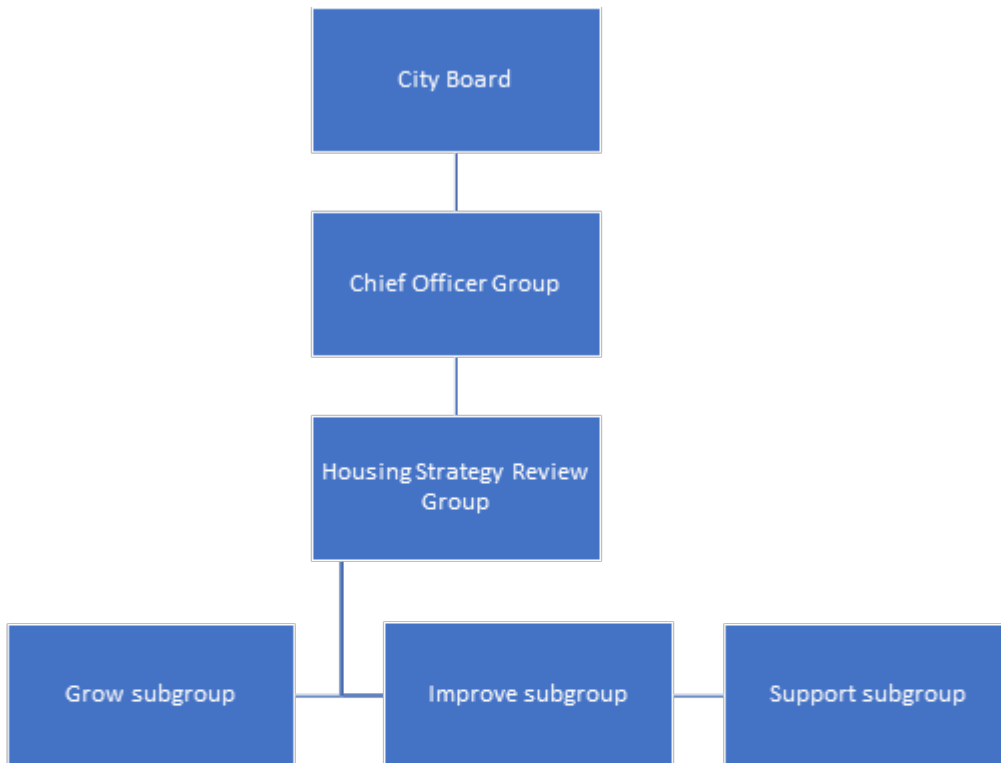 City Board
Chief Officer Group
Housing Strategy Review
Group
Grow subgroup
Improve subgroup
Support subgroup